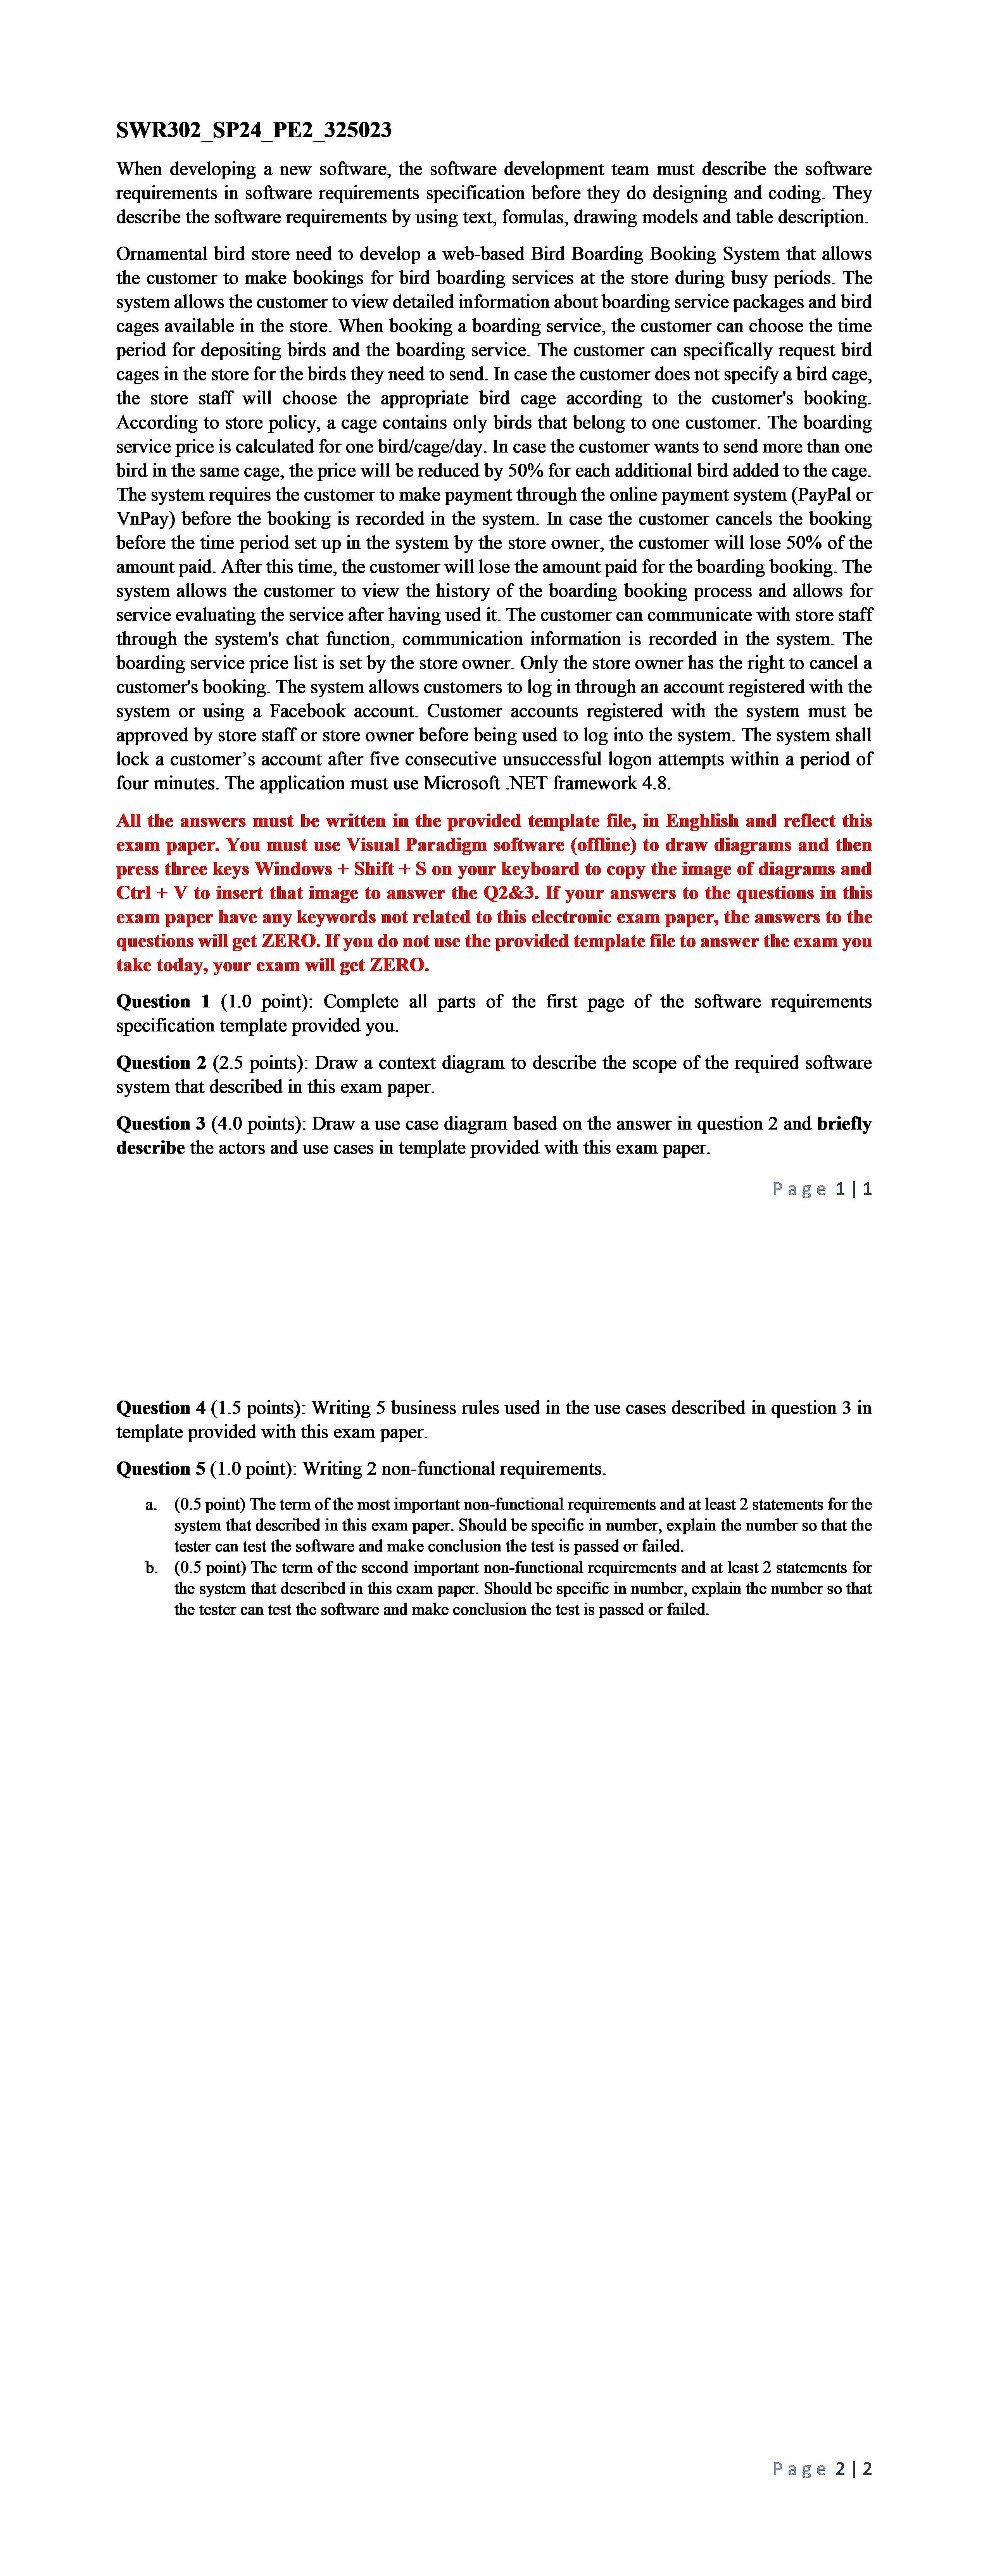 SWR302_SP24_PE2_325023
When developing a new software, the software development team must describe the software
requirements in software requirements specification before they do designing and coding. They
describe the software requirements by using text, fomulas, drawing models and table description.
Ornamental bird store need to develop a web-based Bird Boarding Booking System that allows
the customer to make bookings for bird boarding services at the store during busy periods. The
system allows the customer to view detailed information about boarding service packages and bird
cages available in the store. When booking a boarding service, the customer can choose the time
period for depositing birds and the boarding service. The customer can specifically request bird
cages in the store for the birds they need to send. In case the customer does not specify a bird cage,
the store staff will choose the appropriate bird cage according to the customer's booking.
According to store policy, a cage contains only birds that belong to one customer. The boarding
service price is calculated for one bird/cage/day. In case the customer wants to send more than one
bird in the same cage, the price will be reduced by 50% for each additional bird added to the cage.
The system requires the customer to make payment through the online payment system (PayPal or
VnPay) before the booking is recorded in the system. In case the customer cancels the booking
before the time period set up in the system by the store owner, the customer will lose 50% of the
amount paid. After this time, the customer will lose the amount paid for the boarding booking. The
system allows the customer to view the history of the boarding booking process and allows for
service evaluating the service after having used it. The customer can communicate with store staff
through the system's chat function, communication information is recorded in the system. The
boarding service price list is set by the store owner. Only the store owner has the right to cancel a
customer's booking. The system allows customers to log in through an account registered with the
system or using a Facebook account. Customer accounts registered with the system must be
approved by store staff or store owner before being used to log into the system. The system shall
lock a customer’s account after five consecutive unsuccessful logon attempts within a period of
four minutes. The application must use Microsoft .NET framework 4.8.
All the answers must be written in the provided template file, in Enghlish and reflect this
exam paper. You must use Visual Paradigm software (offline) to draw diagrams and then
press three keys Windows + Shift + S on your keyboard to copy the image of diagrams and
Ctrl + V to insert that image to answer the Q2&3. If your answers to the questions in this
exam paper have any keywords not related to this electronic exam paper, the answers to the
questions will get ZERO. If you do not use the provided template file to answer the exam you
take today, your exam will get ZERO.
Question 1 (1.0 point): Complete all parts of the first page of the software requirements
specification template provided you.
Question 2 (2.5 points): Draw a context diagram to describe the scope of the required software
system that described in this exam paper.
Question 3 (4.0 points): Draw a use case diagram based on the answer in question 2 and briefly
describe the actors and use cases in template provided with this exam paper.
Page 1 | 1
Question 4 (1.5 points): Writing 5 business rules used in the use cases described in question 3 in
template provided with this exam paper.
Question 5 (1.0 point): Writing 2 non-functional requirements.
a. (0.5 point) The term of the most important non-functional requirements and at least 2 statements for the
system that described in this exam paper. Should be specific in number, explain the number so that the
tester can test the software and make conclusion the test is passed or failed.
b. (0.5 point) The term of the second important non-functional requirements and at least 2 statements for
the system that described in this exam paper. Should be specific in number, explain the number so that
the tester can test the software and make conclusion the test is passed or failed.
Page 2 | 2